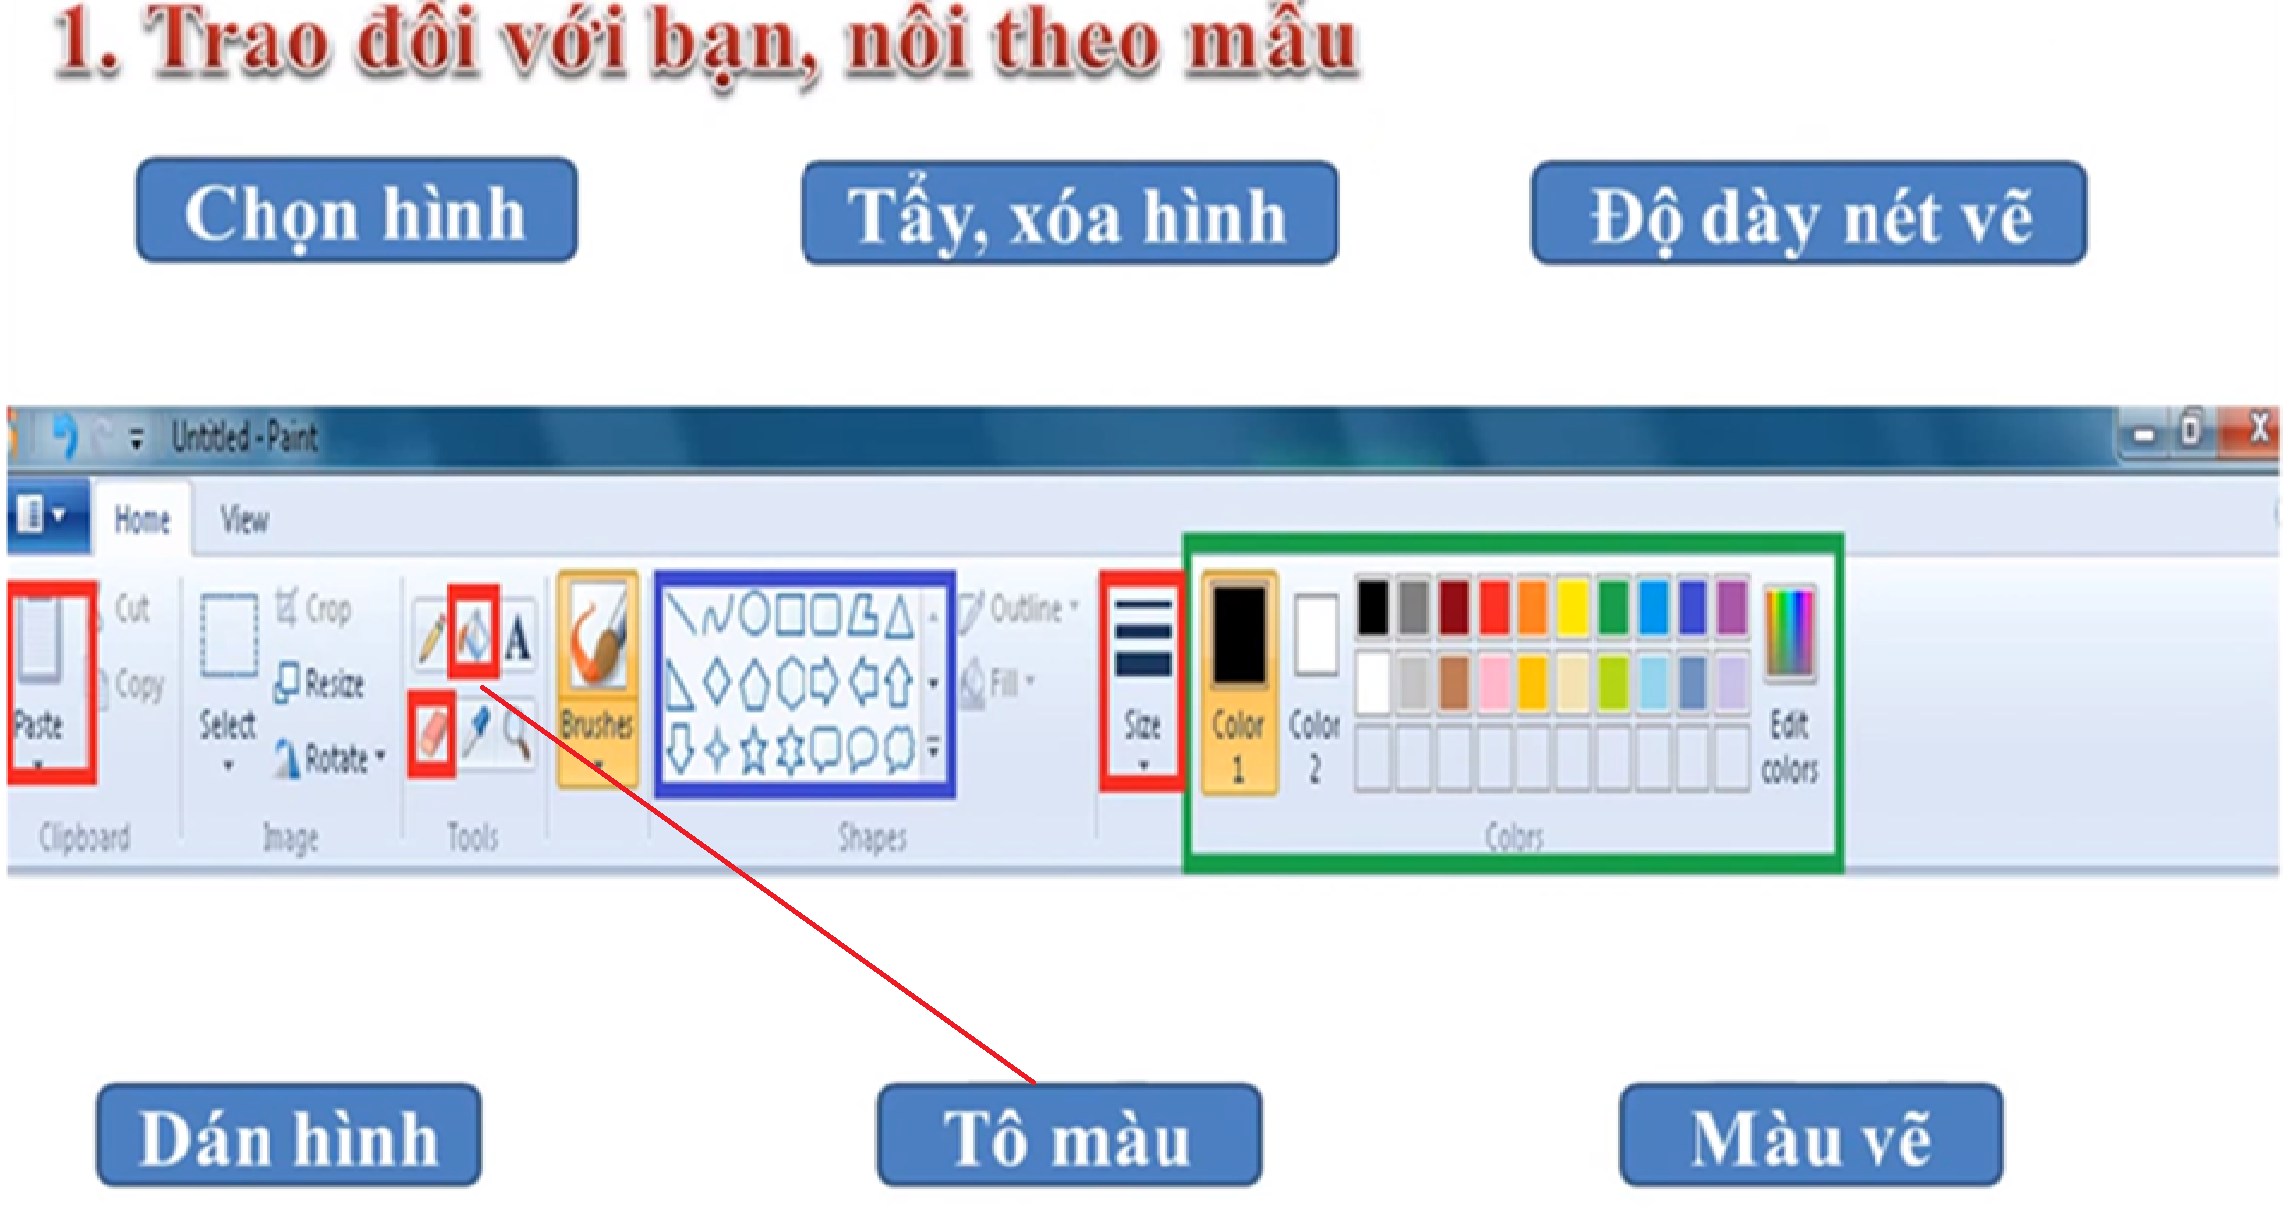 1. Trao đổi với bạn, nối theo mẫu
Chọn hình
Tẩy, xóa hình
Độ dày nét vẽ
Untitled - Paint
Home
View
Paste
Cut
Copy
Clipboard
Select
Crop
Resize
Rotate
Image
A
Tools
Brushes
Shapes
Outline
Fill
Size
Color
1
Color
2
Edit
colors
Colors
Dán hình
Tô màu
Màu vẽ